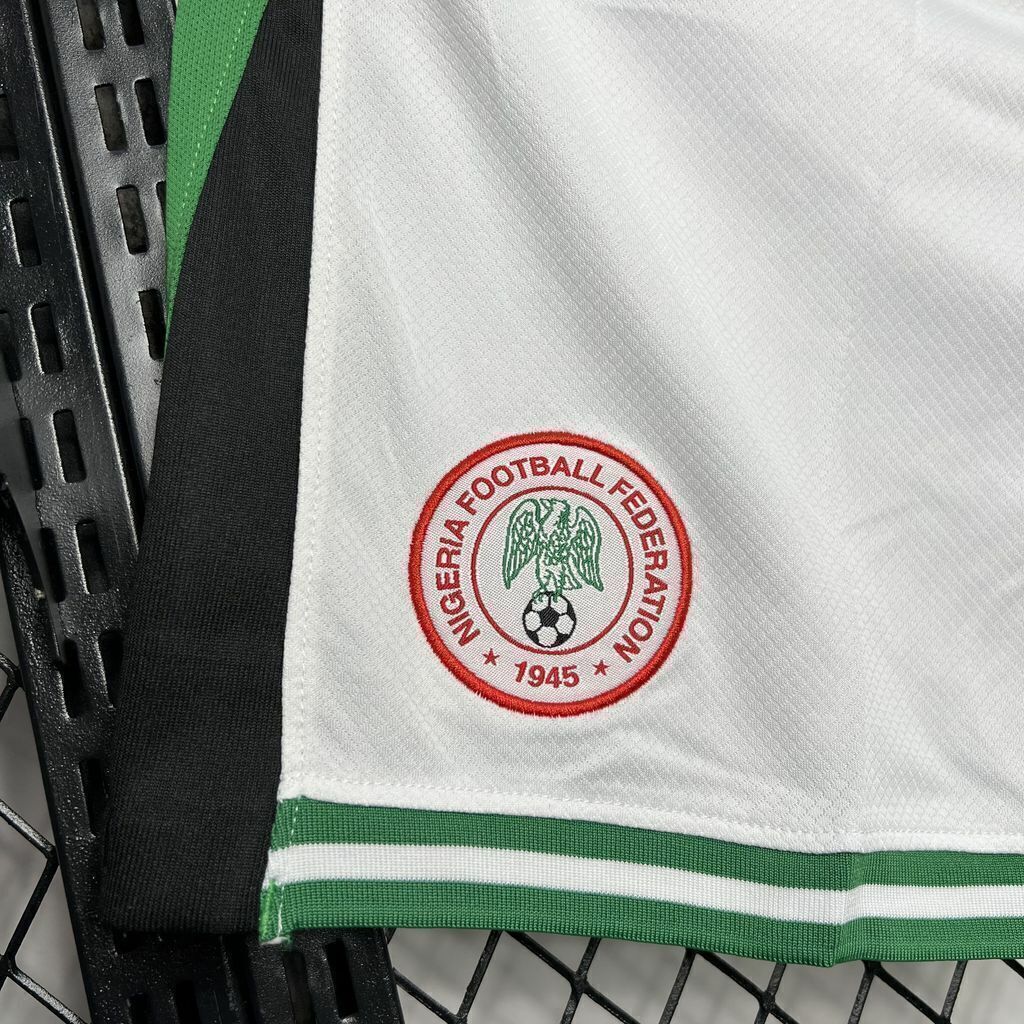 NIGERIA FOOTBALL FEDERATION
★ 1945 ★